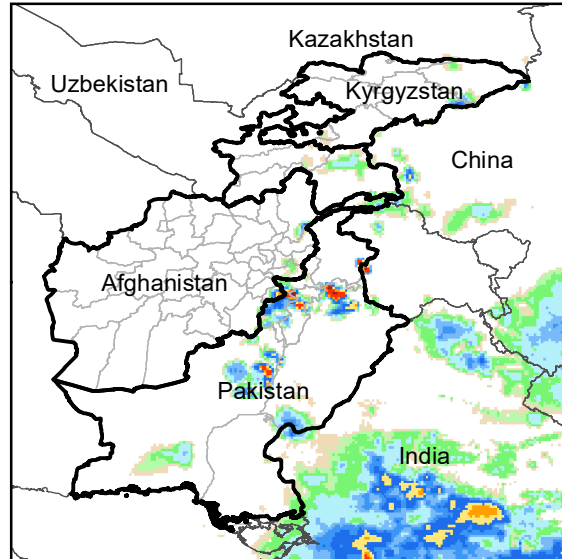 Kazakhstan
Uzbekistan
Kyrgyzstan
China
Afghanistan
Pakistan
India